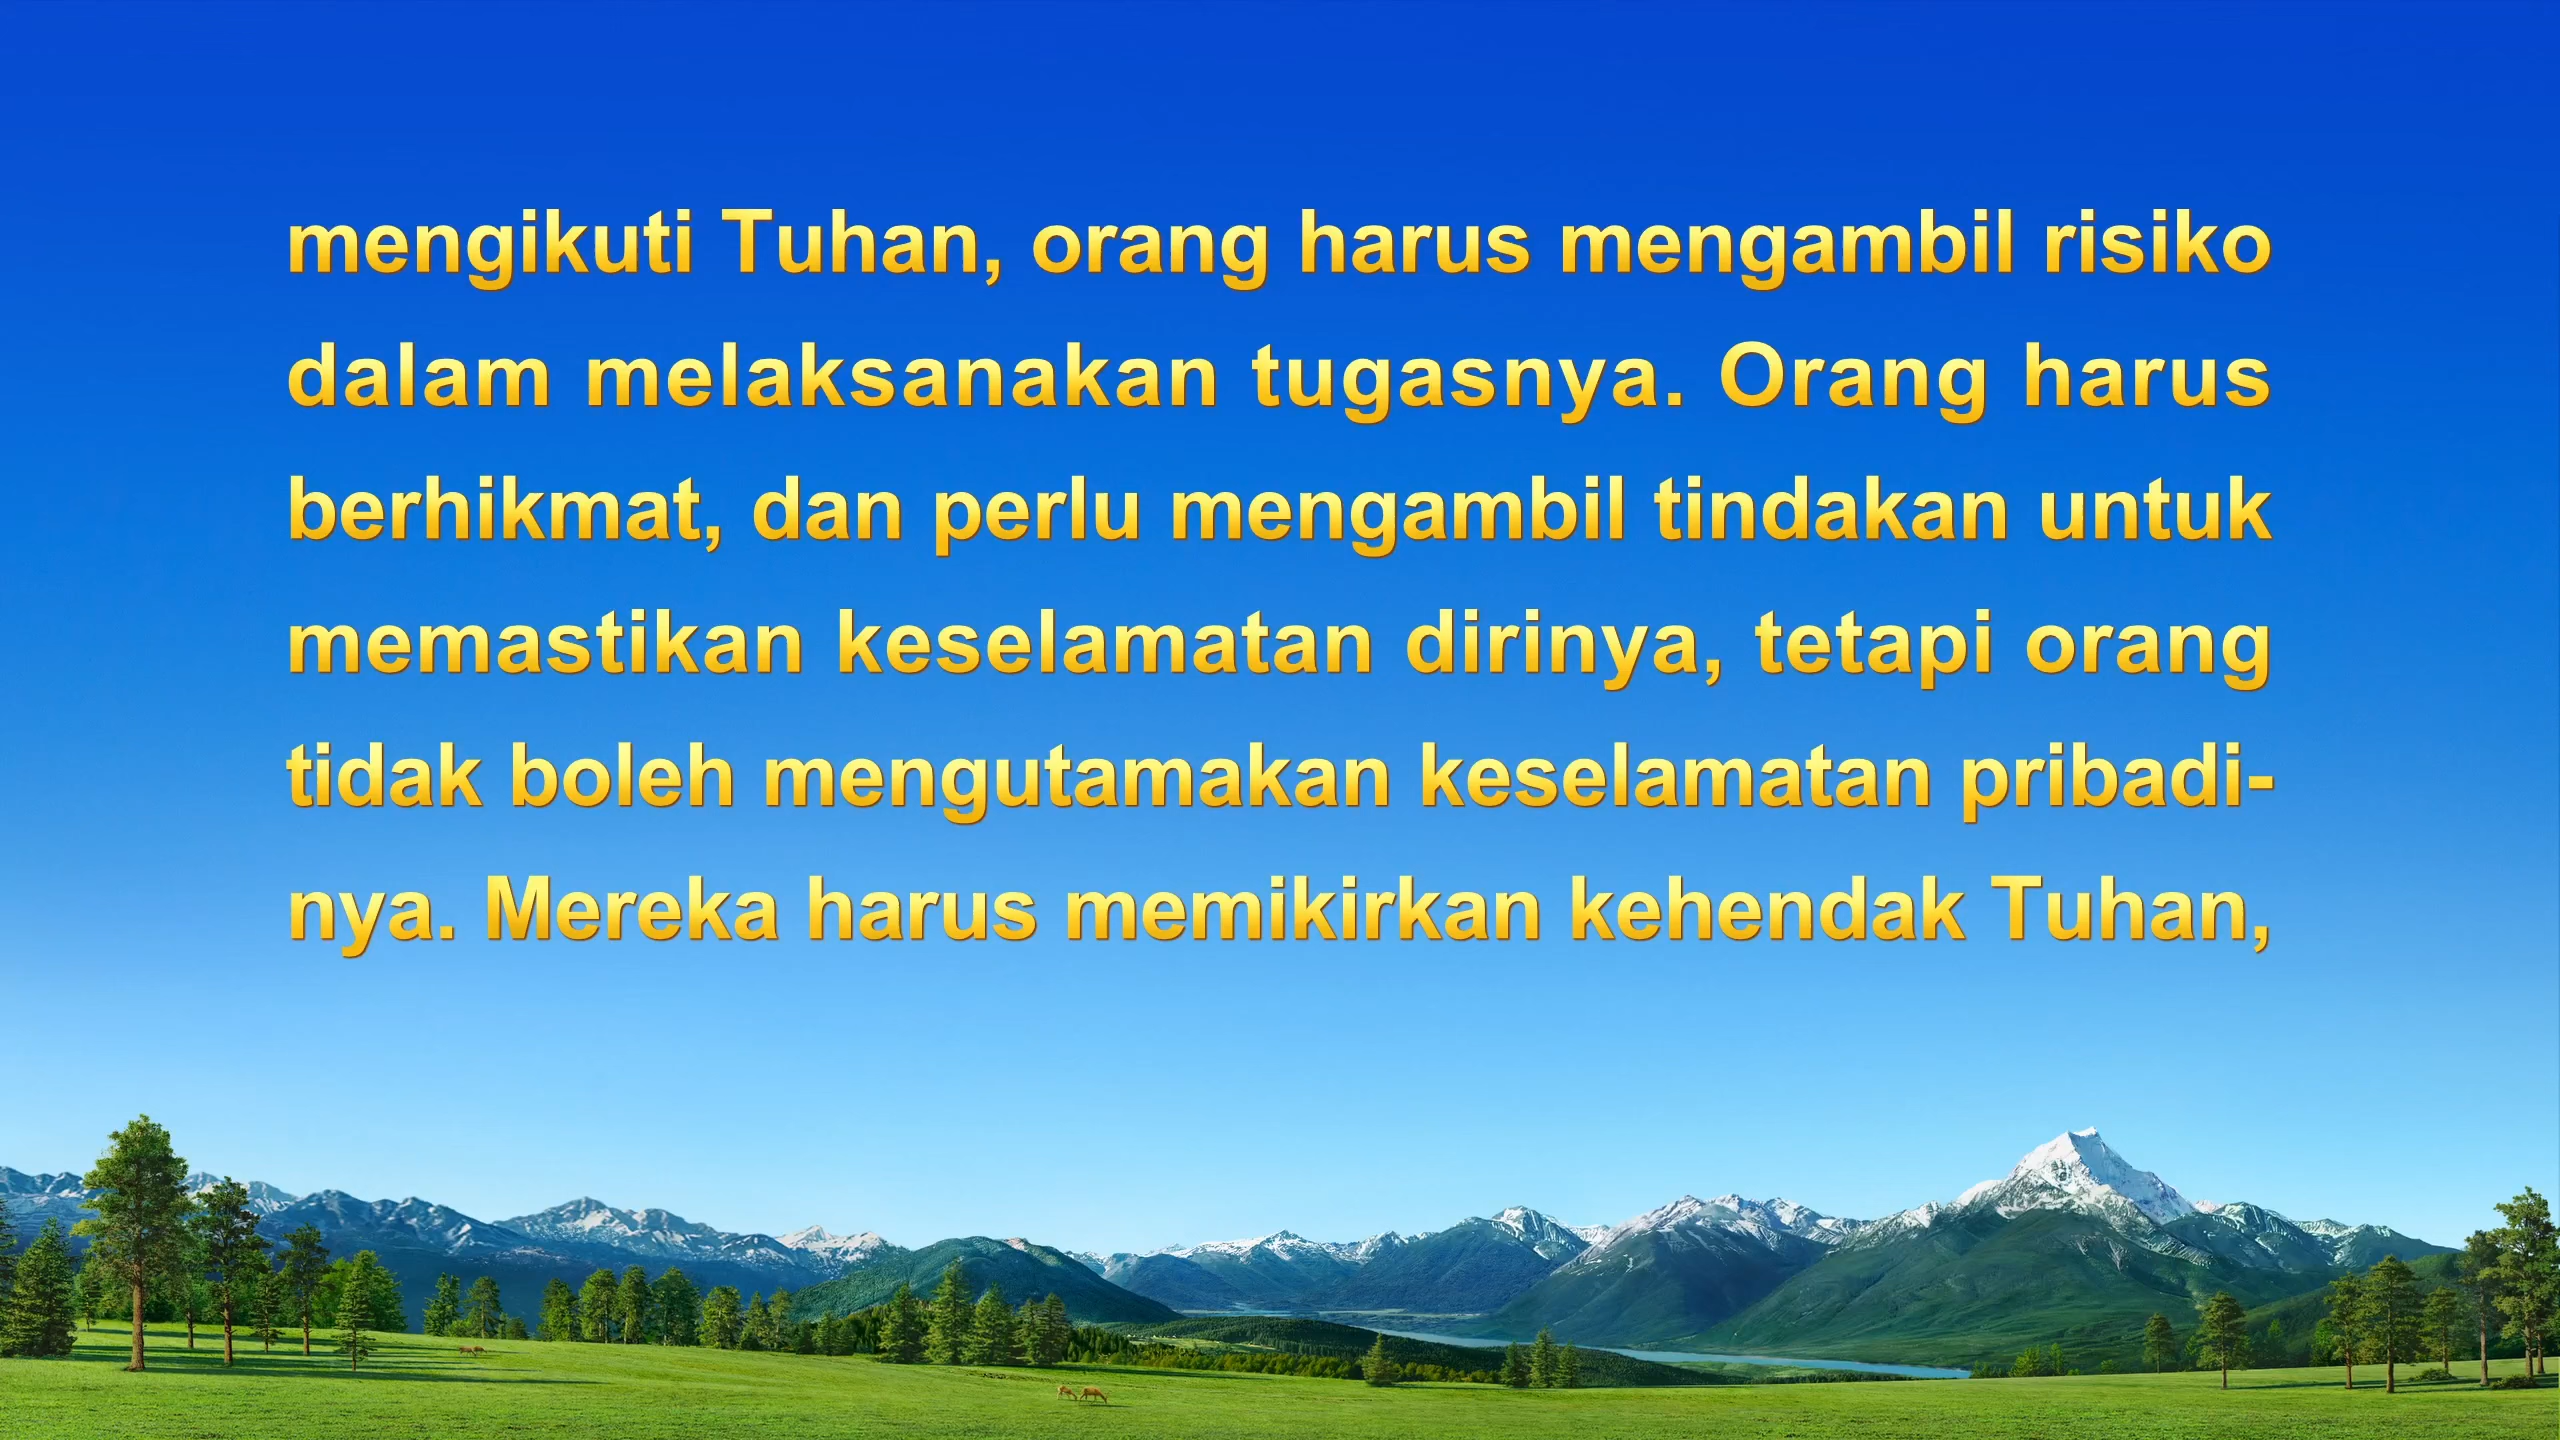 mengikuti Tuhan, orang harus mengambil risiko
dalam melaksanakan tugasnya. Orang harus
berhikmat, dan perlu mengambil tindakan untuk
memastikan keselamatan dirinya, tetapi orang
tidak boleh mengutamakan keselamatan pribadi-
nya. Mereka harus memikirkan kehendak Tuhan,